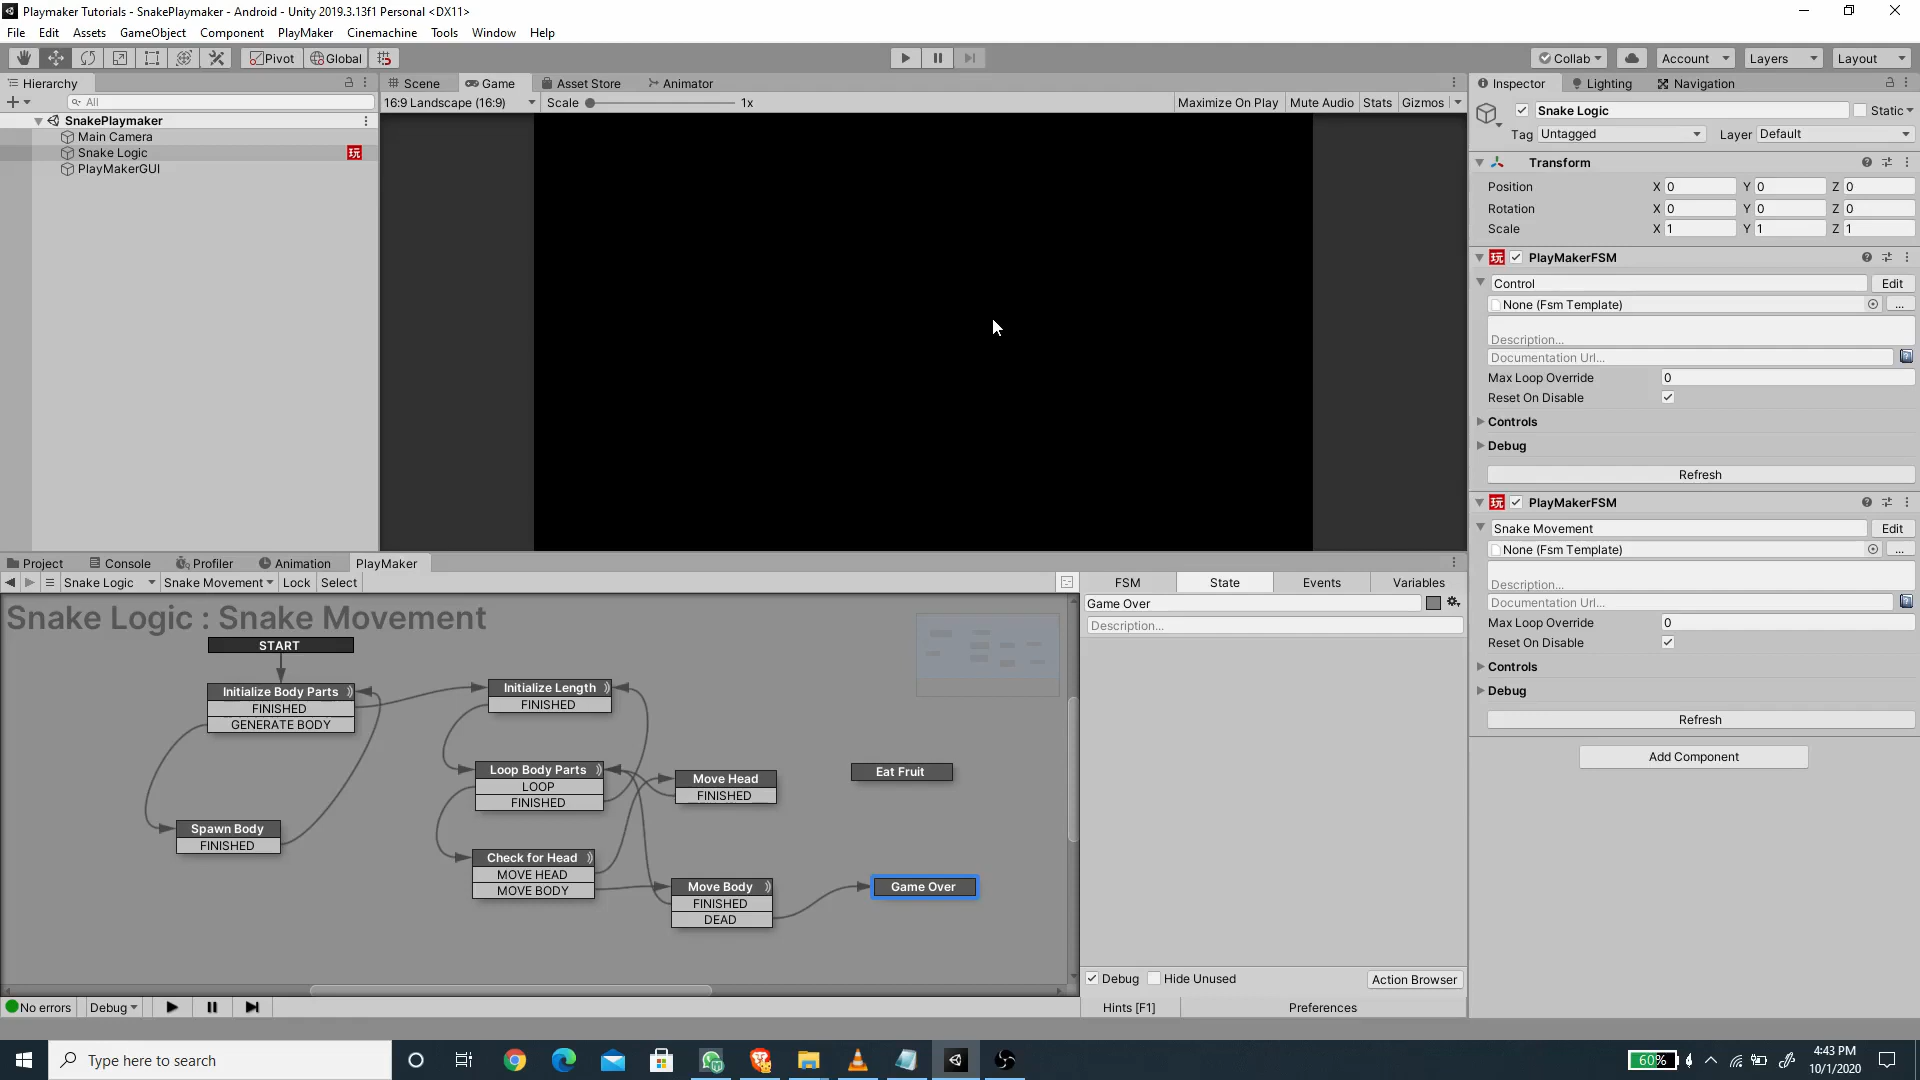 Playmaker Tutorials - SnakePlaymaker - Android - Unity 2019.3.13f1 Personal <DX11>
File Edit Assets GameObject Component PlayMaker Cinemachine Tools Window Help
Pivot Global Collab Account Layers Layout
Hierarchy
All
SnakePlaymaker
Main Camera
Snake Logic 玩
PlayMakerGUI
Scene Game Asset Store Animator
16:9 Landscape (16:9) Scale 1x Maximize On Play Mute Audio Stats Gizmos
Inspector Lighting Navigation
Snake Logic Static
Tag Untagged Layer Default
Transform
Position X 0 Y 0 Z 0
Rotation X 0 Y 0 Z 0
Scale X 1 Y 1 Z 1
玩 PlayMakerFSM
Control Edit
None (Fsm Template) ...
Description...
Documentation Url...
Max Loop Override 0
Reset On Disable
Controls
Debug
Refresh
玩 PlayMakerFSM
Snake Movement Edit
None (Fsm Template) ...
Description...
Documentation Url...
Max Loop Override 0
Reset On Disable
Controls
Debug
Refresh
Add Component
Project Console Profiler Animation PlayMaker
Snake Logic Snake Movement Lock Select
Snake Logic : Snake Movement
START
Initialize Body Parts
FINISHED
GENERATE BODY
Spawn Body
FINISHED
Initialize Length
FINISHED
Loop Body Parts
LOOP
FINISHED
Check for Head
MOVE HEAD
MOVE BODY
Move Head
FINISHED
Move Body
FINISHED
DEAD
Eat Fruit
Game Over
FSM State Events Variables
Game Over
Description...
Debug Hide Unused Action Browser
Hints [F1] Preferences
No errors Debug
Type here to search
60%
4:43 PM
10/1/2020